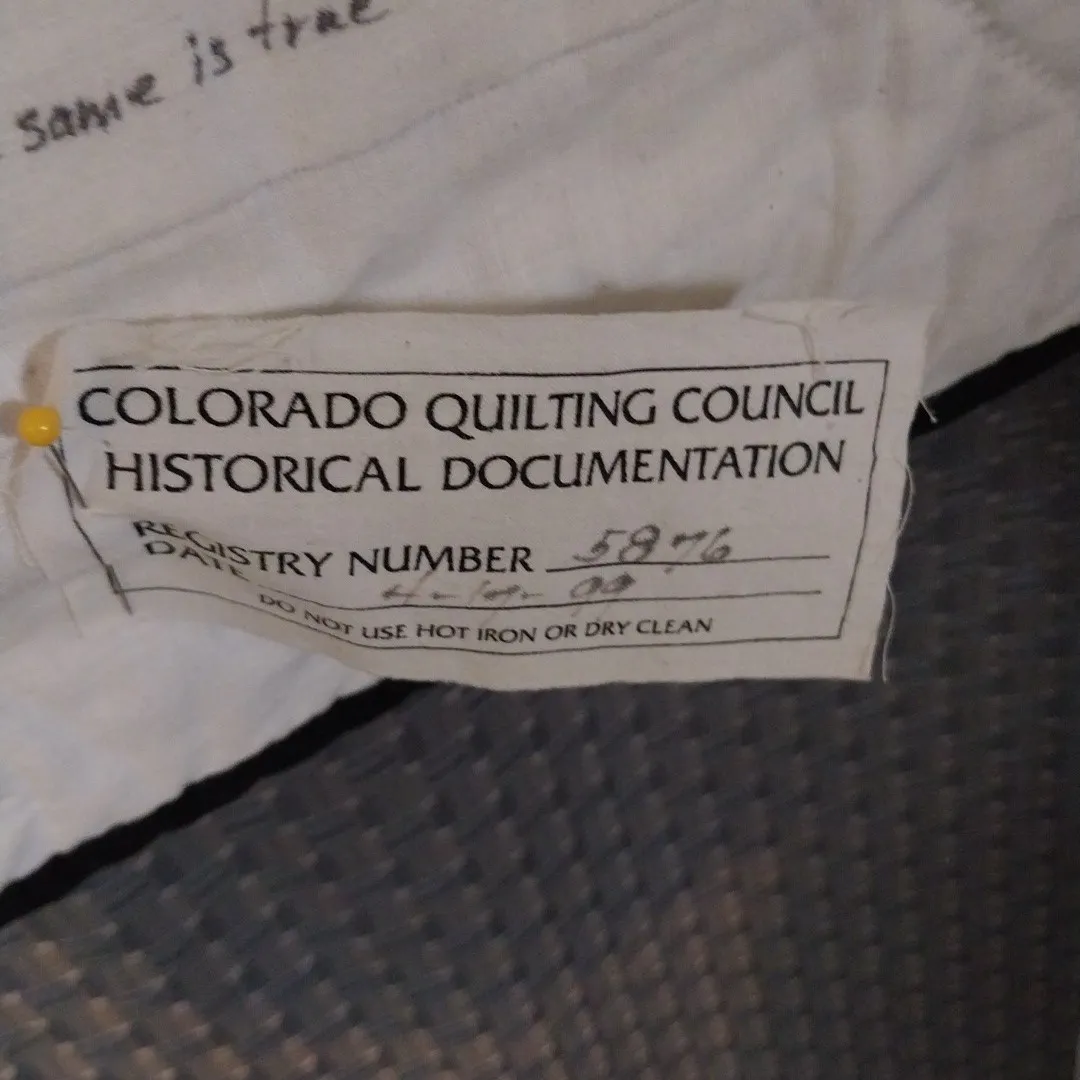 same is true
COLORADO QUILTING COUNCIL
HISTORICAL DOCUMENTATION
REGISTRY NUMBER 5876
DATE
DO NOT USE HOT IRON OR DRY CLEAN